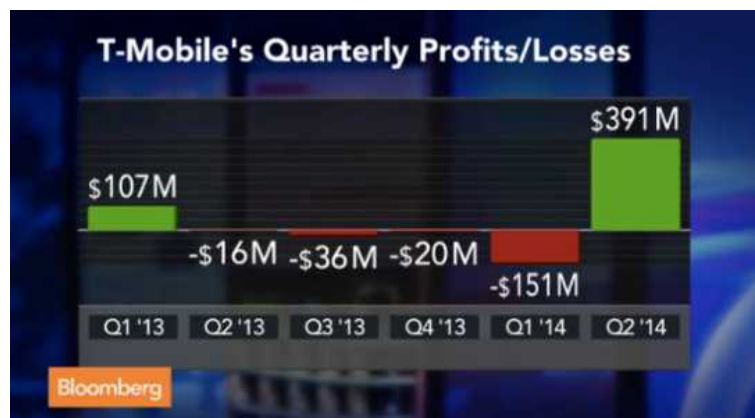 T-Mobile's Quarterly Profits/Losses
$391M
$107M
-$16M -$36M -$20M
-$151M
Q1 '13 Q2 '13 Q3 '13 Q4 '13 Q1 '14 Q2 '14
Bloomberg